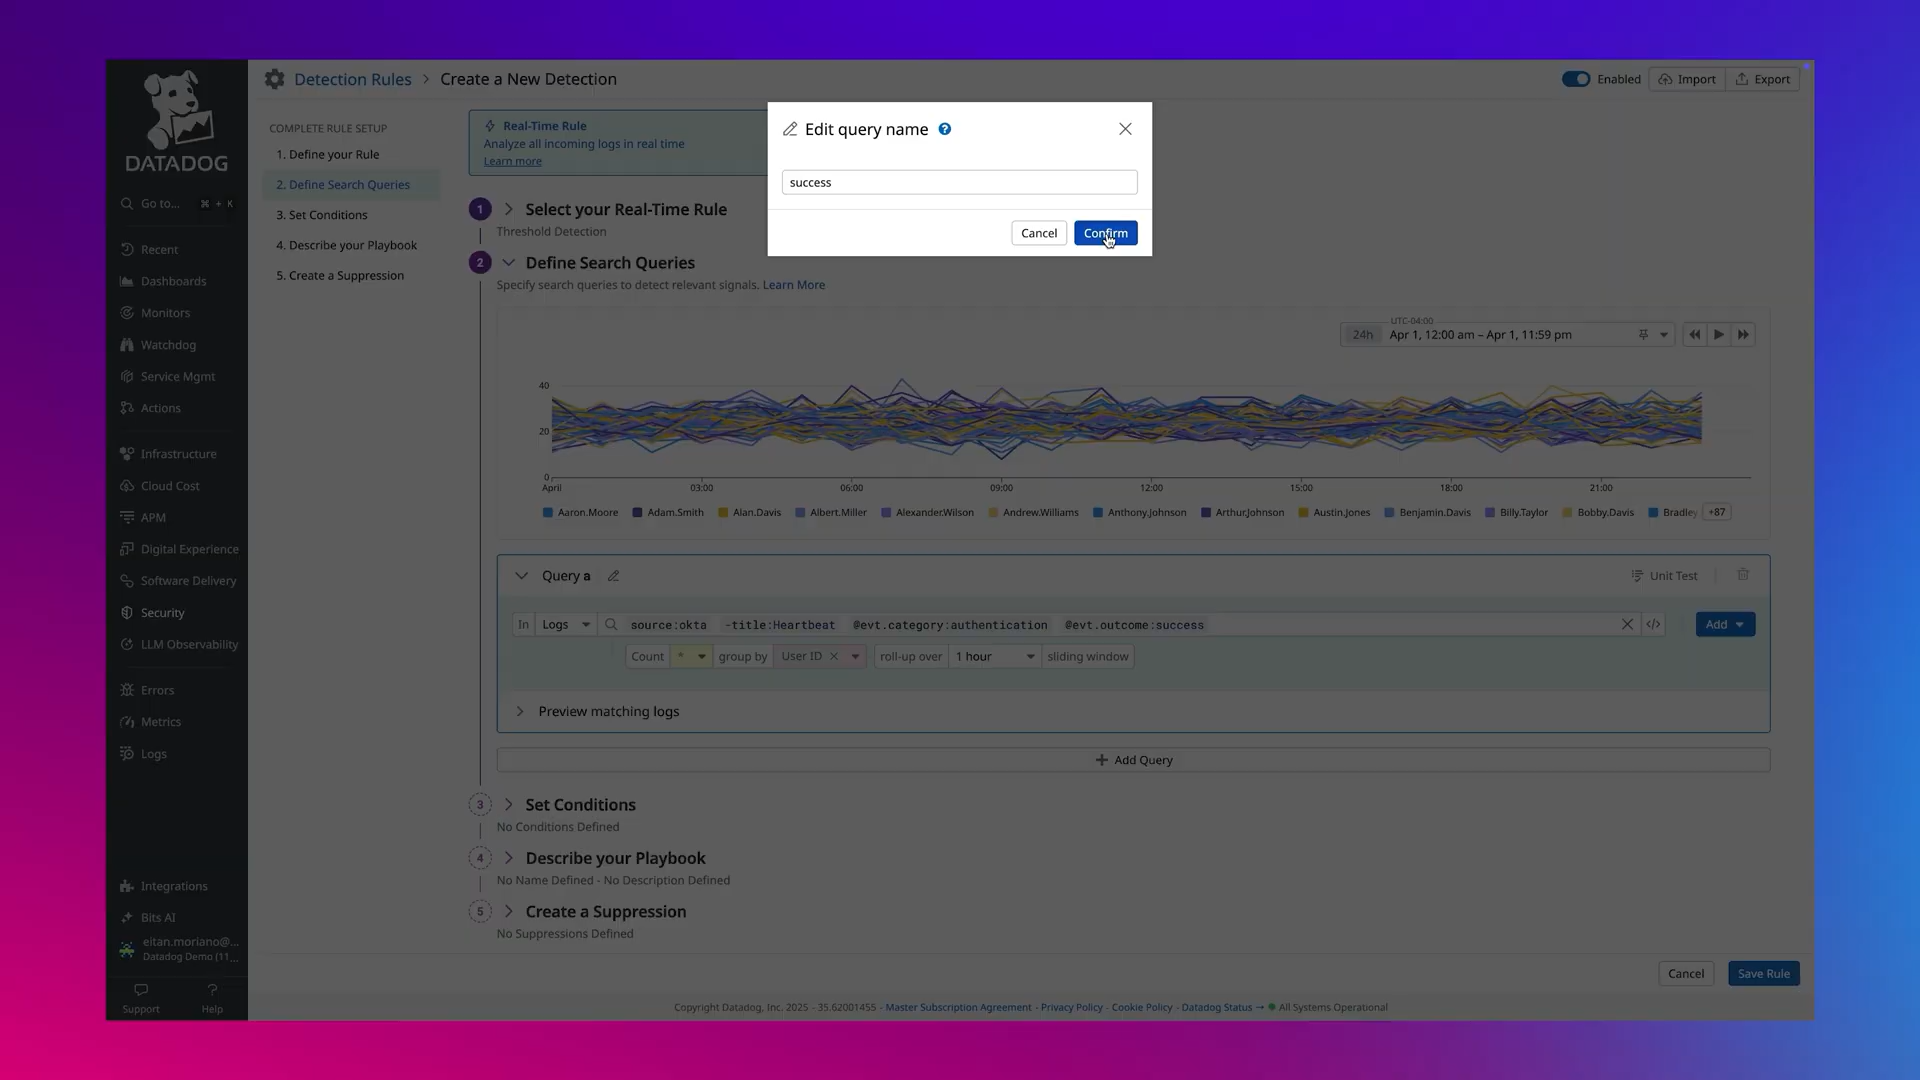 DATADOG
Go to... ⌘ + K
Recent
Dashboards
Monitors
Watchdog
Service Mgmt
Actions
Infrastructure
Cloud Cost
APM
Digital Experience
Software Delivery
Security
LLM Observability
Errors
Metrics
Logs
Integrations
Bits AI
eitan.moriano@...
Datadog Demo (11...
Support Help
Detection Rules > Create a New Detection
Enabled Import Export
COMPLETE RULE SETUP
1. Define your Rule
2. Define Search Queries
3. Set Conditions
4. Describe your Playbook
5. Create a Suppression
Real-Time Rule
Analyze all incoming logs in real time
Learn more
Edit query name ?
success
Cancel Confirm
1 Select your Real-Time Rule
Threshold Detection
2 Define Search Queries
Specify search queries to detect relevant signals. Learn More
UTC-04:00
24h Apr 1, 12:00 am – Apr 1, 11:59 pm
40
20
0
April 03:00 06:00 09:00 12:00 15:00 18:00 21:00
Aaron.Moore Adam.Smith Alan.Davis Albert.Miller Alexander.Wilson Andrew.Williams Anthony.Johnson Arthur.Johnson Austin.Jones Benjamin.Davis Billy.Taylor Bobby.Davis Bradley +87
Query a Unit Test
In Logs source:okta -title:Heartbeat @evt.category:authentication @evt.outcome:success </> Add
Count * group by User ID roll-up over 1 hour sliding window
Preview matching logs
+ Add Query
3 Set Conditions
No Conditions Defined
4 Describe your Playbook
No Name Defined - No Description Defined
5 Create a Suppression
No Suppressions Defined
Cancel Save Rule
Copyright Datadog, Inc. 2025 - 35.62001455 - Master Subscription Agreement - Privacy Policy - Cookie Policy - Datadog Status → All Systems Operational